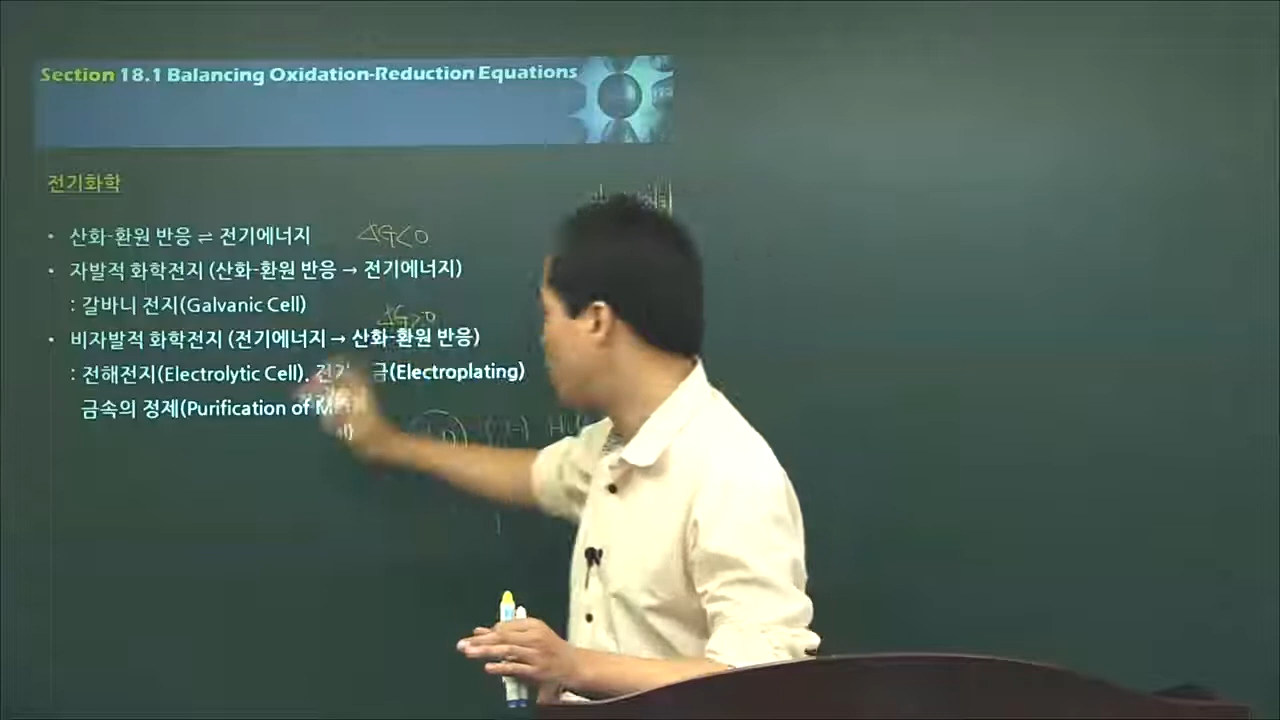 Section 18.1 Balancing Oxidation-Reduction Equations
전기화학
• 산화-환원 반응 ⇌ 전기에너지 ΔG<0
• 자발적 화학전지 (산화-환원 반응 → 전기에너지)
: 갈바니 전지(Galvanic Cell)
ΔG>0
• 비자발적 화학전지 (전기에너지 → 산화-환원 반응)
: 전해전지(Electrolytic Cell), 금(Electroplating)
금속의 정제(Purification of